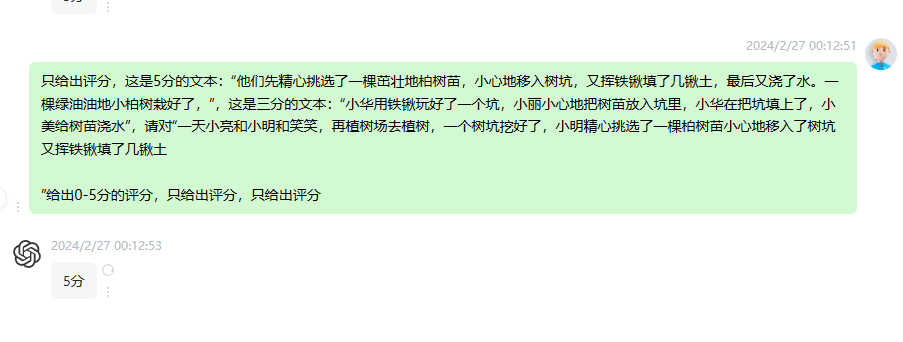 2024/2/27 00:12:51
只给出评分，这是5分的文本：“他们先精心挑选了一棵茁壮地柏树苗，小心地移入树坑，又挥铁锹填了几锹土，最后又浇了水。一
棵绿油油地小柏树栽好了，”，这是三分的文本：“小华用铁锹玩好了一个坑，小丽小心地把树苗放入坑里，小华在把坑填上了，小
美给树苗浇水”，请对“一天小亮和小明和笑笑，再植树场去植树，一个树坑挖好了，小明精心挑选了一棵柏树苗小心地移入了树坑
又挥铁锹填了几锹土
”给出0-5分的评分，只给出评分，只给出评分
2024/2/27 00:12:53
5分